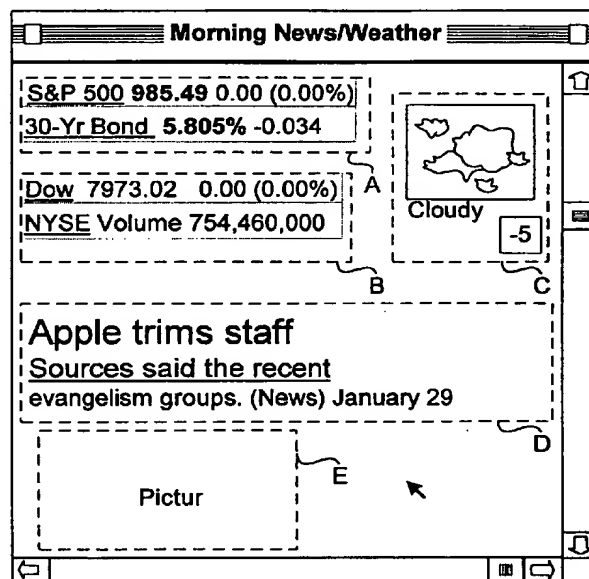 Morning News/Weather
S&P 500 985.49 0.00 (0.00%)
30-Yr Bond 5.805% -0.034
A
Dow 7973.02 0.00 (0.00%)
NYSE Volume 754,460,000
B
Cloudy
-5
C
Apple trims staff
Sources said the recent
evangelism groups. (News) January 29
D
Pictur
E